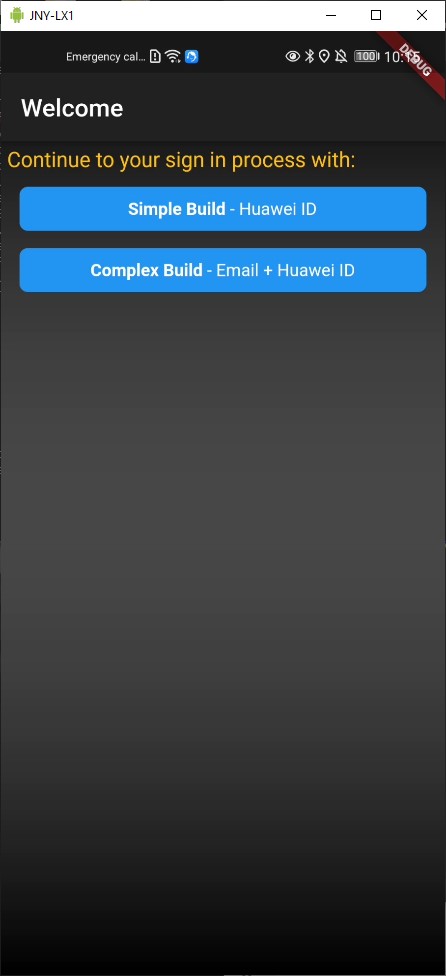 JNY-LX1
Emergency cal...
100
DEBUG
Welcome
Continue to your sign in process with:
Simple Build - Huawei ID
Complex Build - Email + Huawei ID